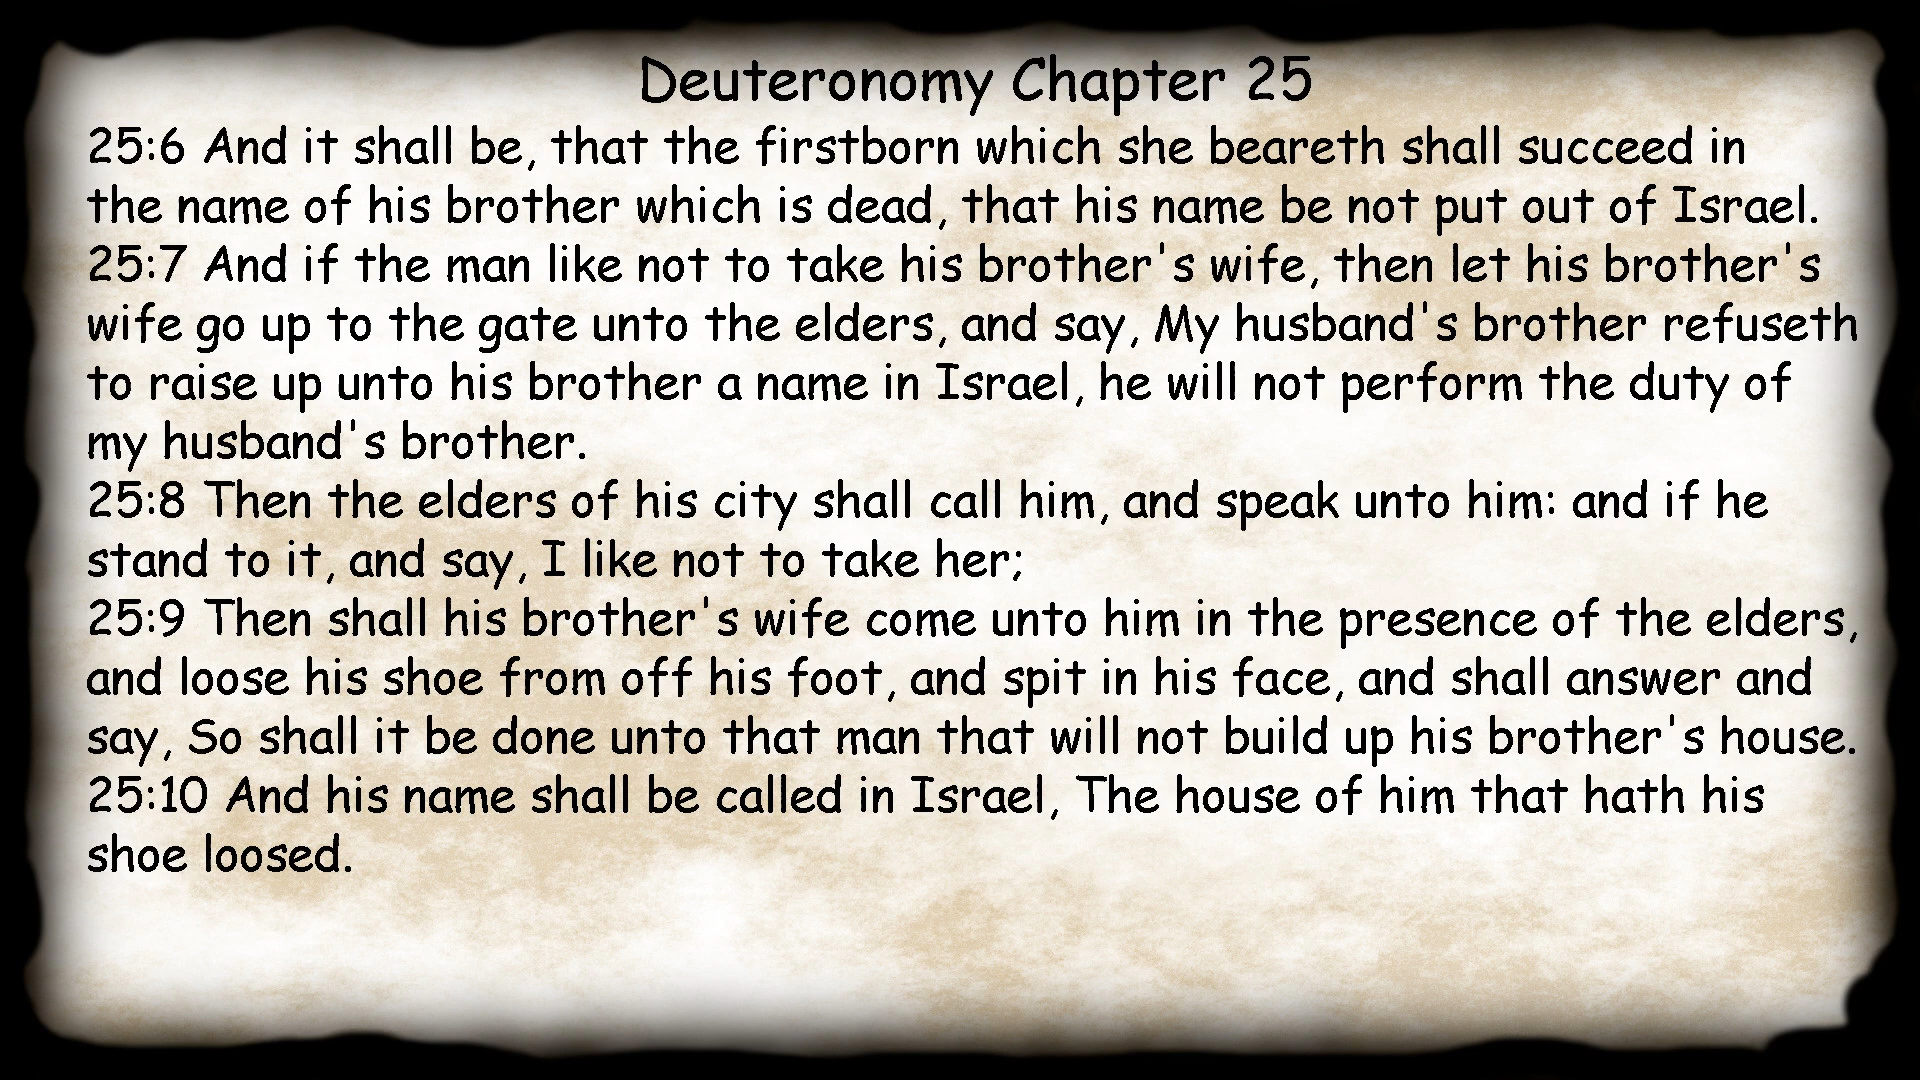 Deuteronomy Chapter 25
25:6 And it shall be, that the firstborn which she beareth shall succeed in
the name of his brother which is dead, that his name be not put out of Israel.
25:7 And if the man like not to take his brother's wife, then let his brother's
wife go up to the gate unto the elders, and say, My husband's brother refuseth
to raise up unto his brother a name in Israel, he will not perform the duty of
my husband's brother.
25:8 Then the elders of his city shall call him, and speak unto him: and if he
stand to it, and say, I like not to take her;
25:9 Then shall his brother's wife come unto him in the presence of the elders,
and loose his shoe from off his foot, and spit in his face, and shall answer and
say, So shall it be done unto that man that will not build up his brother's house.
25:10 And his name shall be called in Israel, The house of him that hath his
shoe loosed.